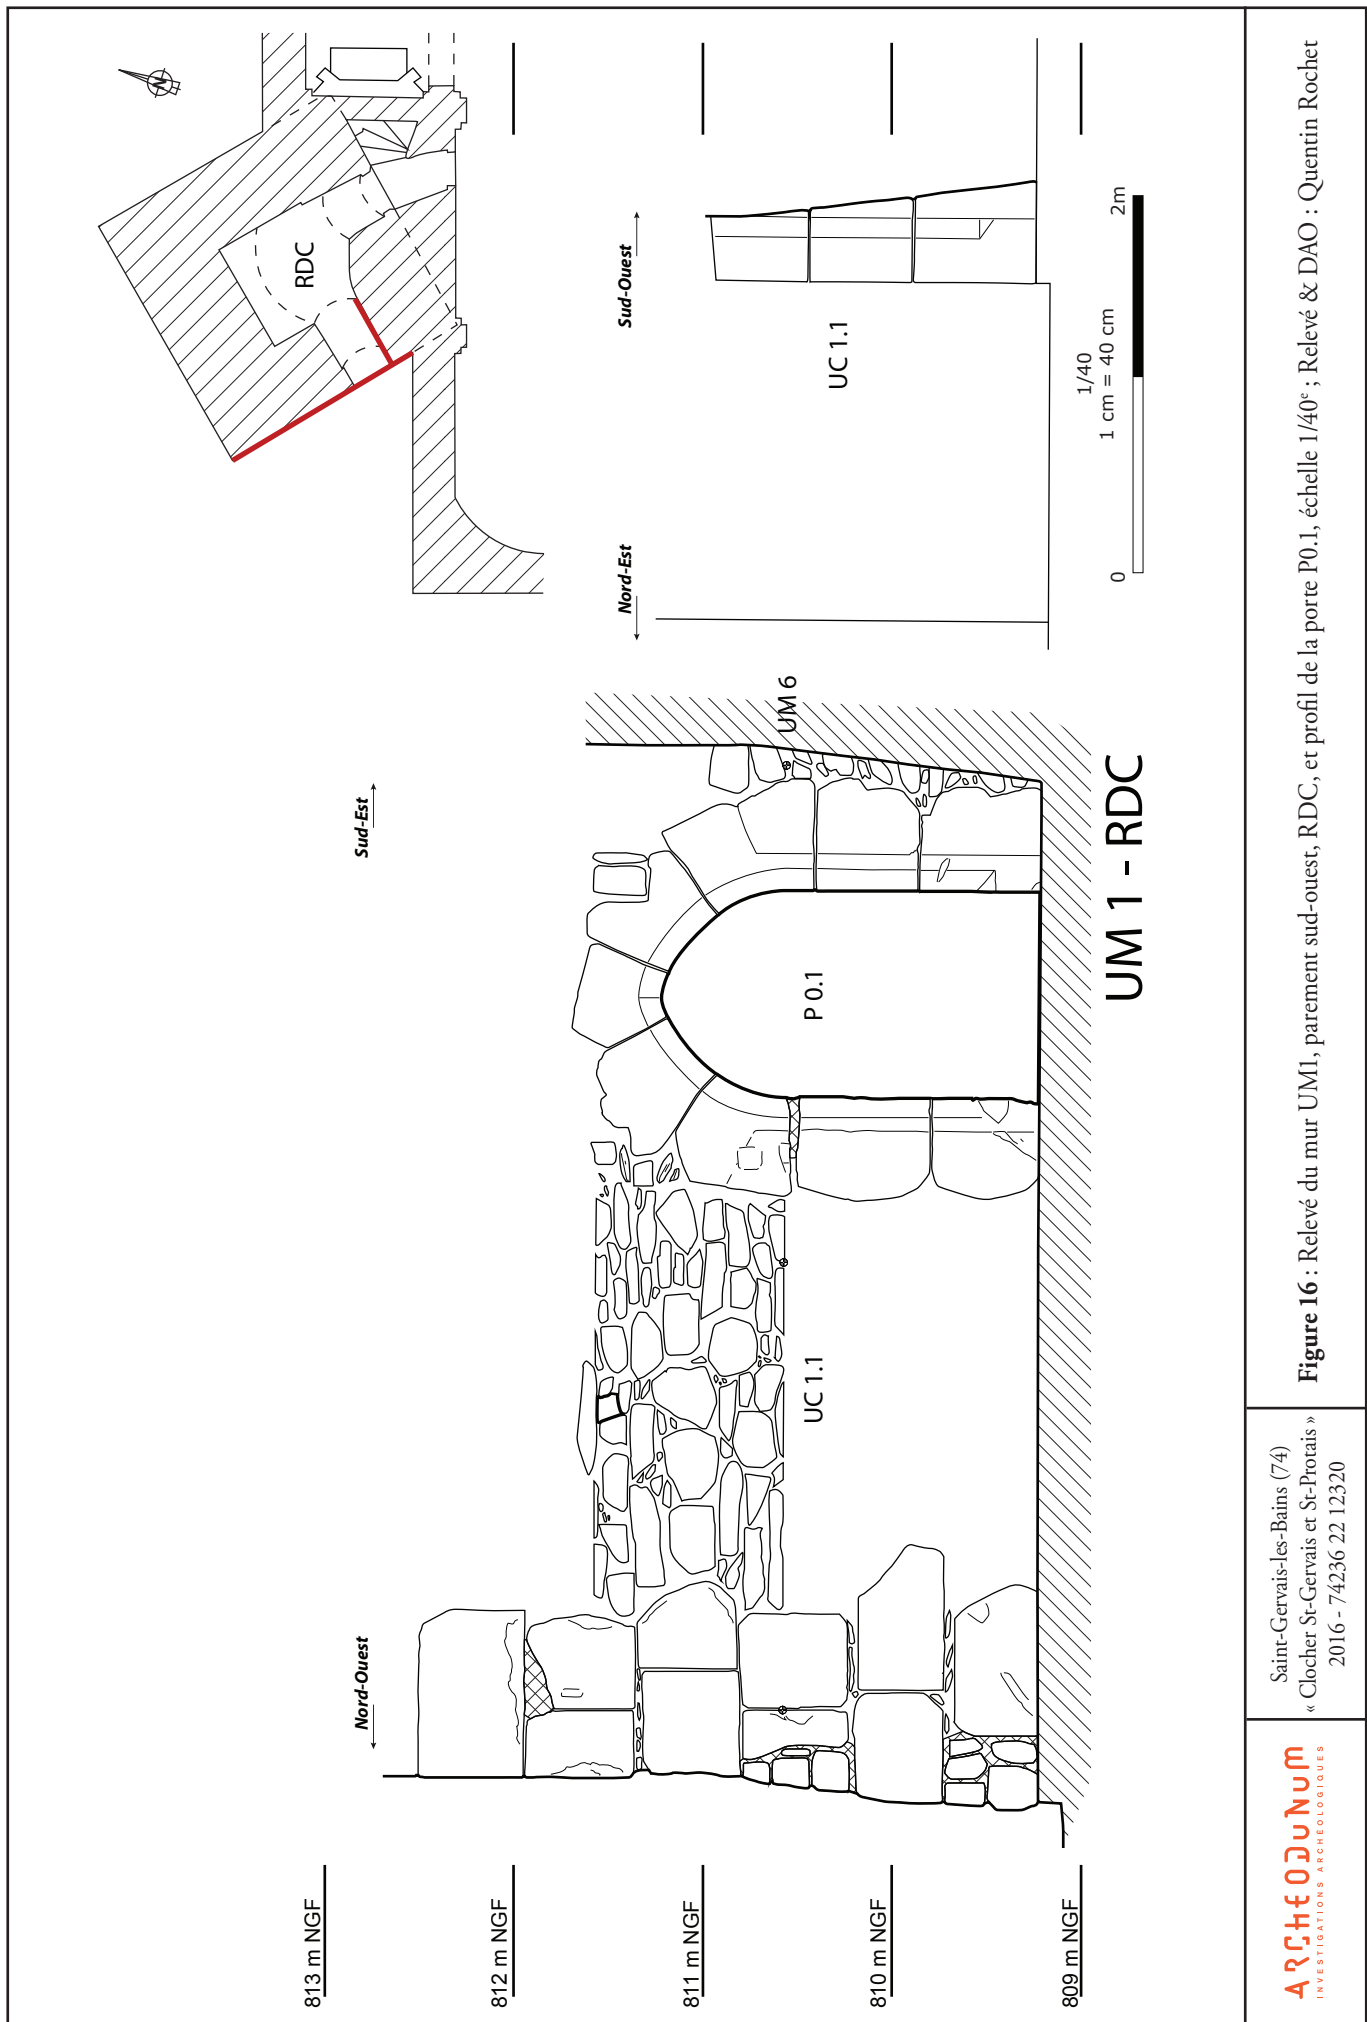 N
RDC
Nord-Ouest
Sud-Est
Nord-Est
Sud-Ouest
813 m NGF
812 m NGF
811 m NGF
810 m NGF
809 m NGF
UC 1.1
P 0.1
UM 6
UC 1.1
UM 1 - RDC
1/40
1 cm = 40 cm
0
2m
ARCHEODUNUM
INVESTIGATIONS ARCHÉOLOGIQUES
Saint-Gervais-les-Bains (74)
« Clocher St-Gervais et St-Protais »
2016 - 74236 22 12320
Figure 16 : Relevé du mur UM1, parement sud-ouest, RDC, et profil de la porte P0.1, échelle 1/40e ; Relevé & DAO : Quentin Rochet